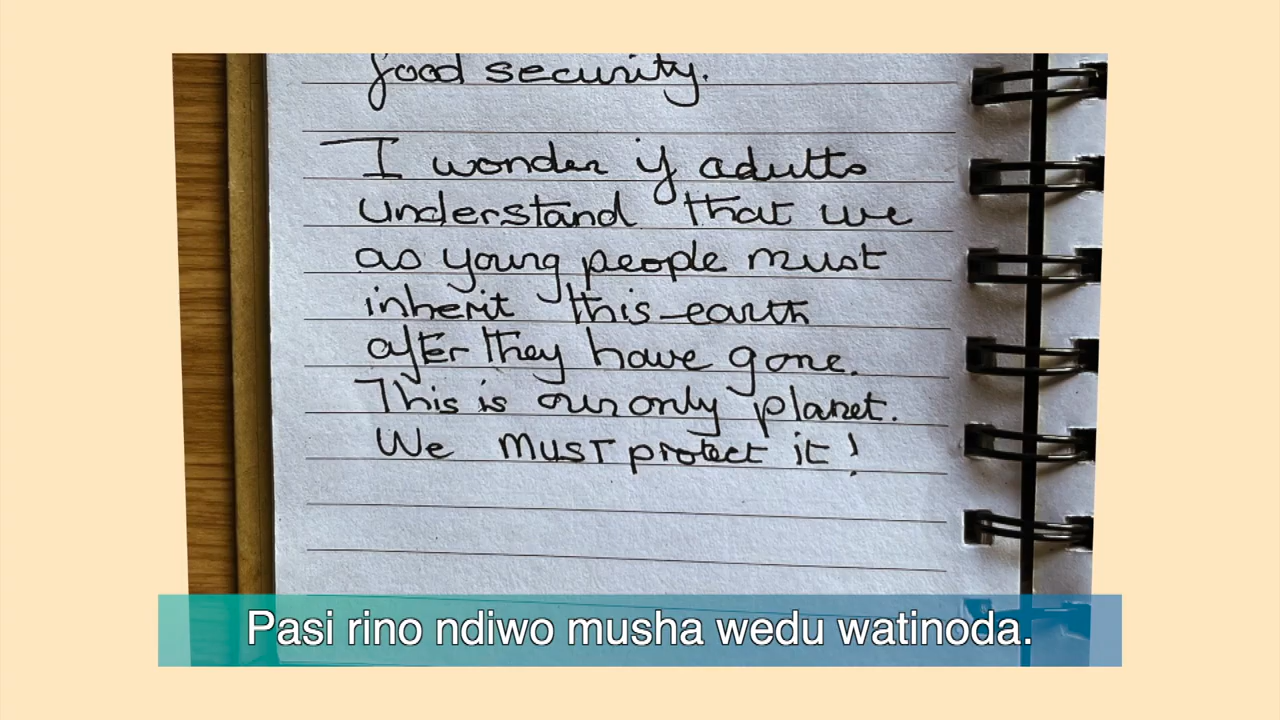 food security.
I wonder if adults
understand that we
as young people must
inherit this earth
after they have gone.
This is our only planet.
We MUST protect it!
Pasi rino ndiwo musha wedu watinoda.